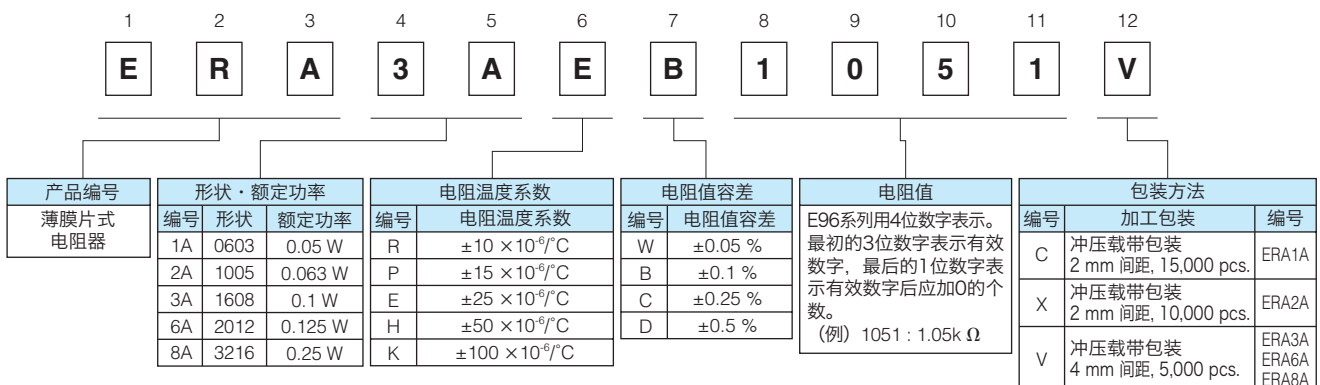 1 2 3 4 5 6 7 8 9 10 11 12
E R A 3 A E B 1 0 5 1 V
产品编号
薄膜片式
电阻器
形状・额定功率
编号 形状 额定功率
1A 0603 0.05 W
2A 1005 0.063 W
3A 1608 0.1 W
6A 2012 0.125 W
8A 3216 0.25 W
电阻温度系数
编号 电阻温度系数
R ±10 ×10⁻⁶/°C
P ±15 ×10⁻⁶/°C
E ±25 ×10⁻⁶/°C
H ±50 ×10⁻⁶/°C
K ±100 ×10⁻⁶/°C
电阻值容差
编号 电阻值容差
W ±0.05 %
B ±0.1 %
C ±0.25 %
D ±0.5 %
电阻值
E96系列用4位数字表示。
最初的3位数字表示有效
数字，最后的1位数字表
示有效数字后应加0的个
数。
（例）1051 : 1.05k Ω
包装方法
编号 加工包装 编号
C 冲压载带包装 ERA1A
2 mm 间距, 15,000 pcs.
X 冲压载带包装 ERA2A
2 mm 间距, 10,000 pcs.
V 冲压载带包装
4 mm 间距, 5,000 pcs.
ERA3A
ERA6A
ERA8A